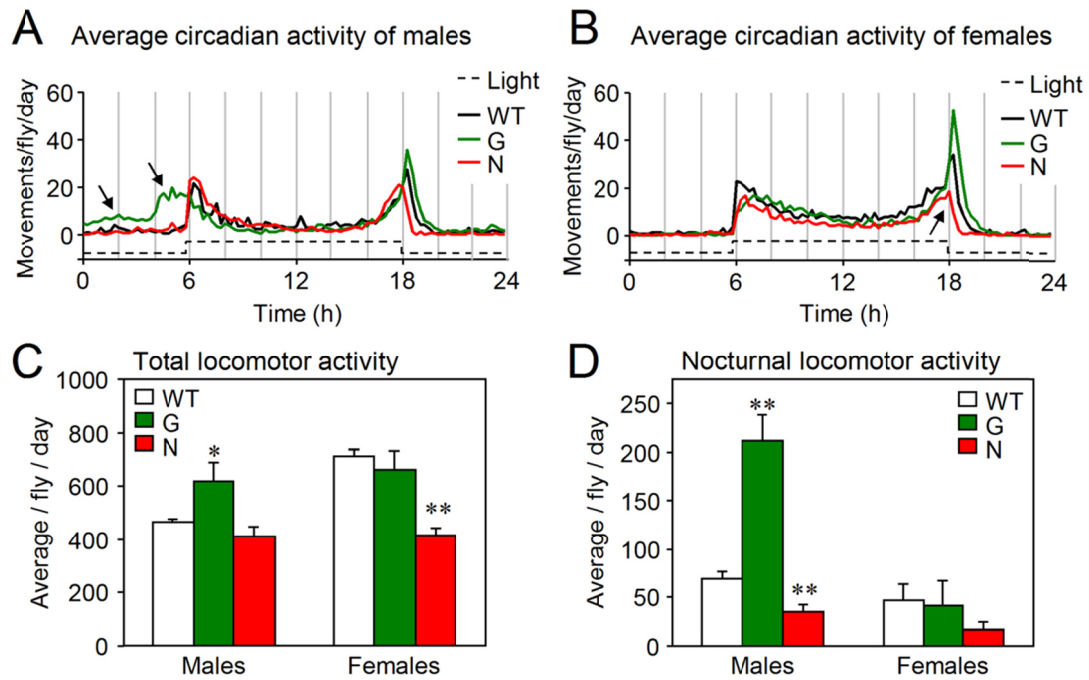 A Average circadian activity of males
Light
WT
G
N
Movements/fly/day
60
40
20
0
0 6 12 18 24
Time (h)
B Average circadian activity of females
Light
WT
G
N
Movements/fly/day
60
40
20
0
0 6 12 18 24
Time (h)
C Total locomotor activity
WT
G
N
Average / fly / day
1000
800
600
400
200
0
*
**
Males Females
D Nocturnal locomotor activity
WT
G
N
Average / fly / day
250
200
150
100
50
0
**
**
Males Females